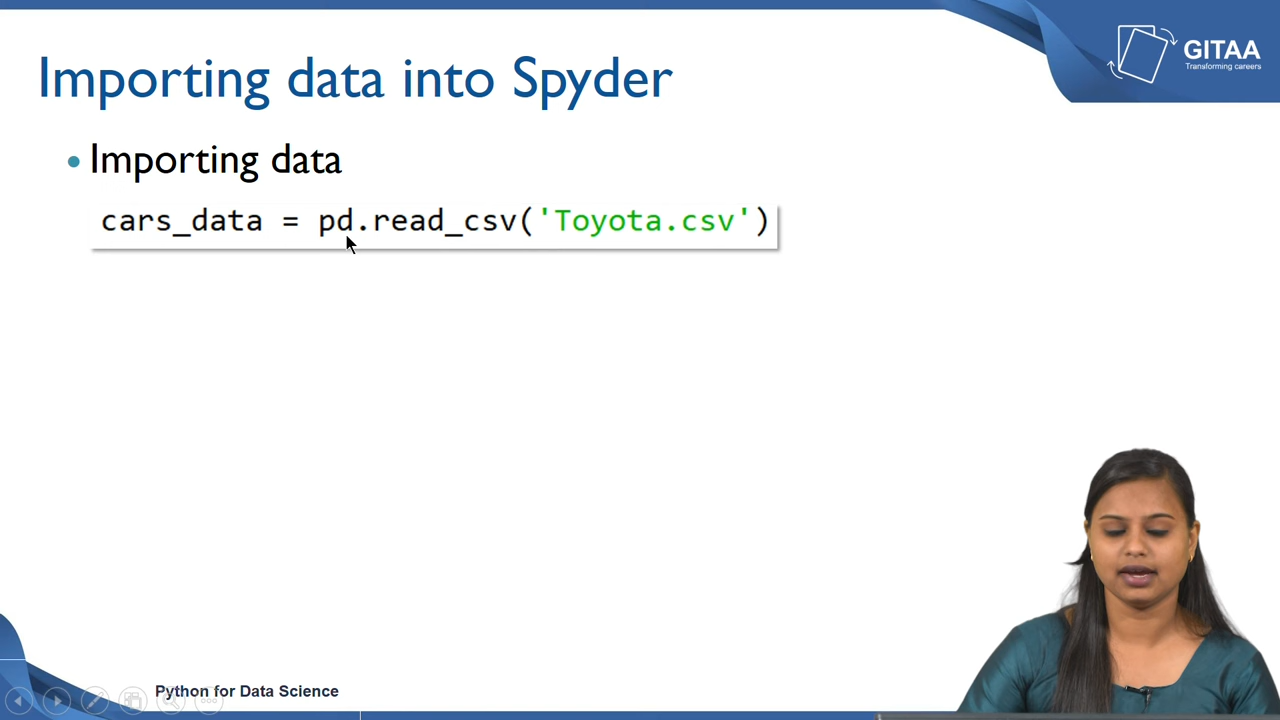 Importing data into Spyder
GITAA
Transforming careers
• Importing data
cars_data = pd.read_csv('Toyota.csv')
Python for Data Science